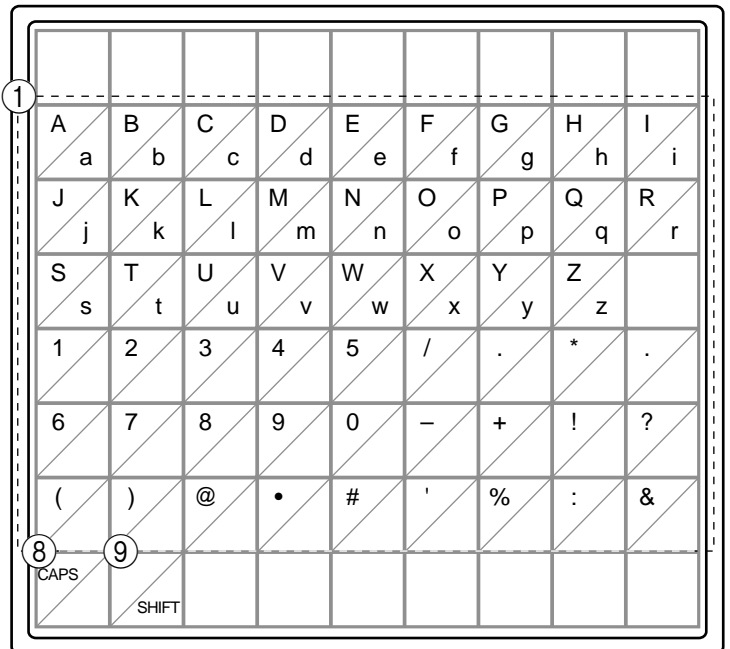 1
A a B b C c D d E e F f G g H h I i
J j K k L l M m N n O o P p Q q R r
S s T t U u V v W w X x Y y Z z
1 2 3 4 5 / . * .
6 7 8 9 0 – + ! ?
( ) @ • # ' % : &
8 9
CAPS SHIFT